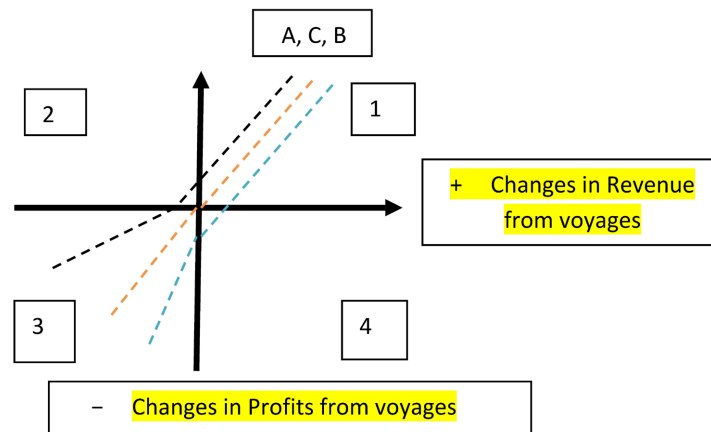 A, C, B
2
1
+ Changes in Revenue
from voyages
3
4
− Changes in Profits from voyages